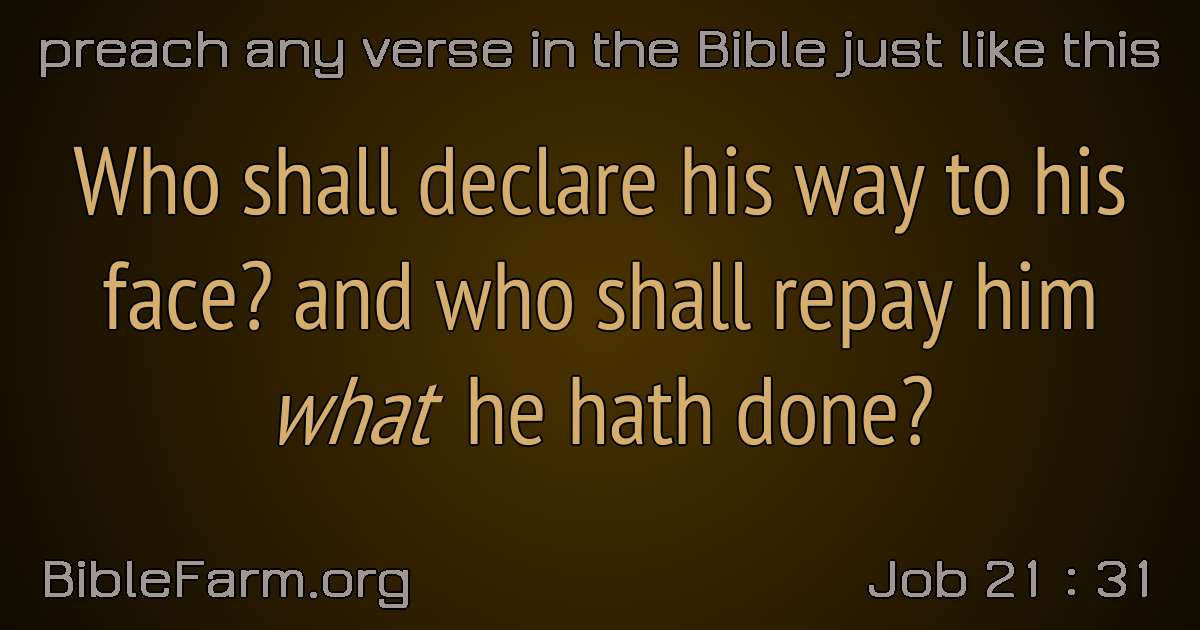 preach any verse in the Bible just like this
Who shall declare his way to his
face? and who shall repay him
what he hath done?
BibleFarm.org
Job 21 : 31